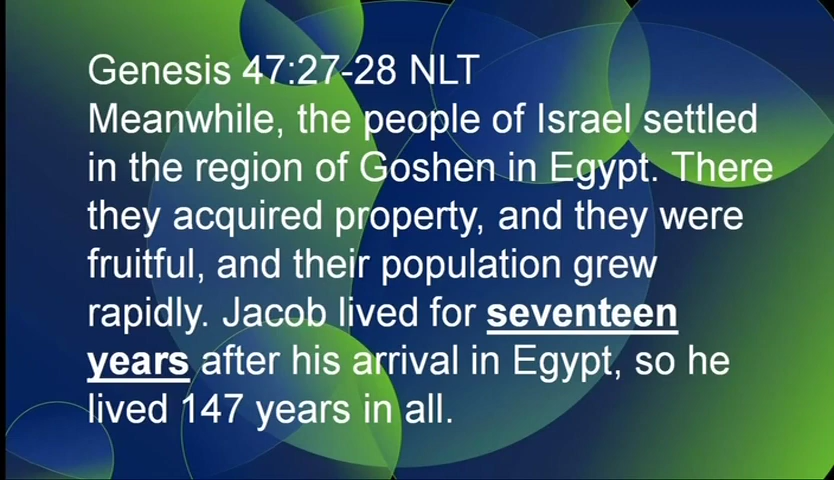 Genesis 47:27-28 NLT
Meanwhile, the people of Israel settled
in the region of Goshen in Egypt. There
they acquired property, and they were
fruitful, and their population grew
rapidly. Jacob lived for seventeen
years after his arrival in Egypt, so he
lived 147 years in all.